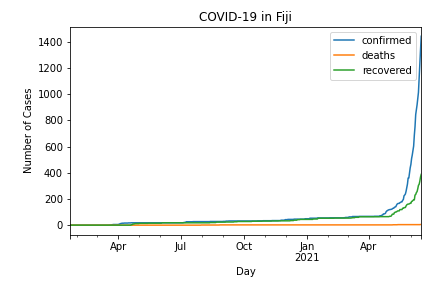 COVID-19 in Fiji
confirmed
deaths
recovered
Number of Cases
1400
1200
1000
800
600
400
200
0
Apr
Jul
Oct
Jan
2021
Apr
Day